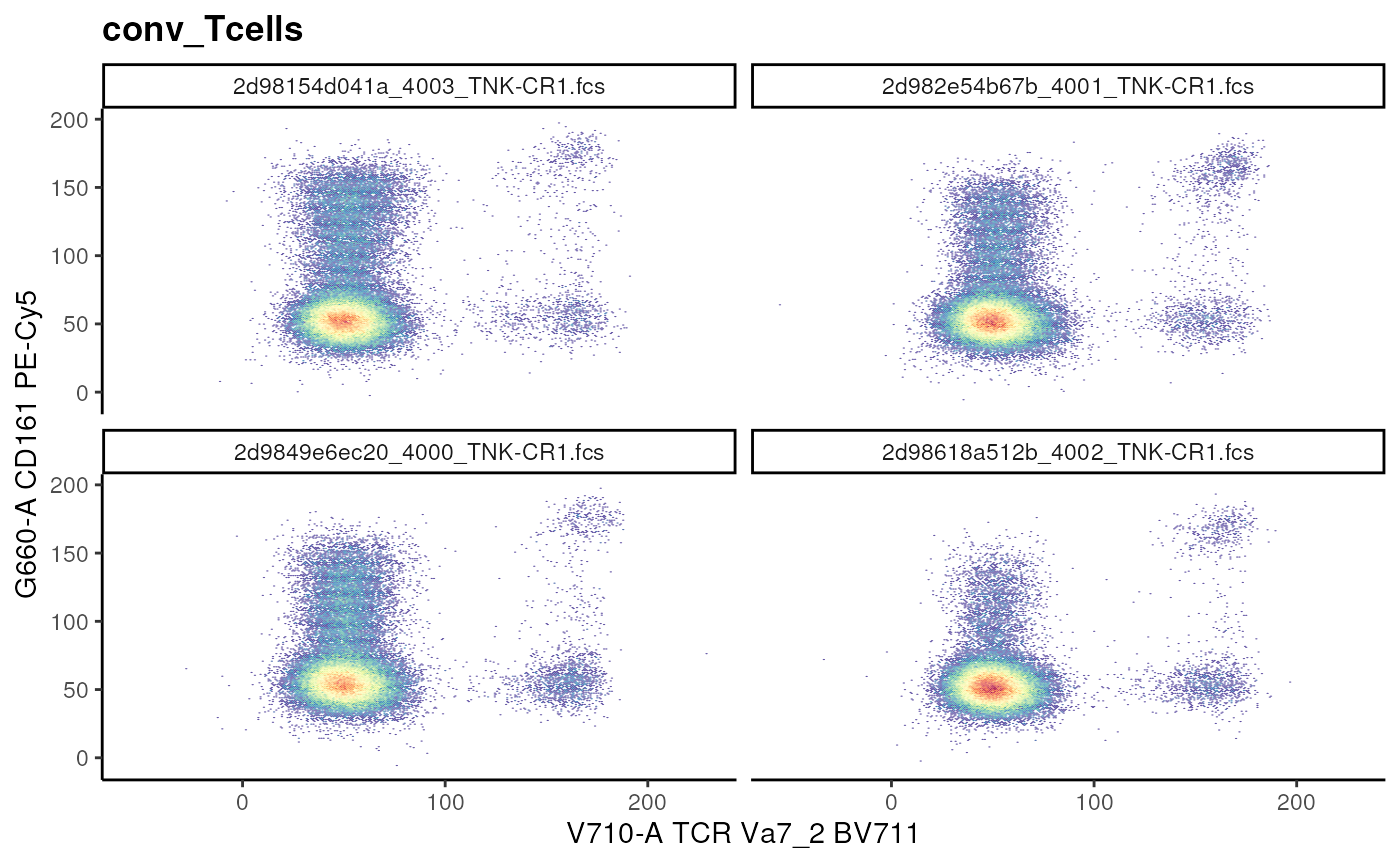 conv_Tcells
2d98154d041a_4003_TNK-CR1.fcs
2d982e54b67b_4001_TNK-CR1.fcs
200
150
100
50
0
2d9849e6ec20_4000_TNK-CR1.fcs
2d98618a512b_4002_TNK-CR1.fcs
200
150
100
50
0
G660-A CD161 PE-Cy5
0 100 200
0 100 200
V710-A TCR Va7_2 BV711